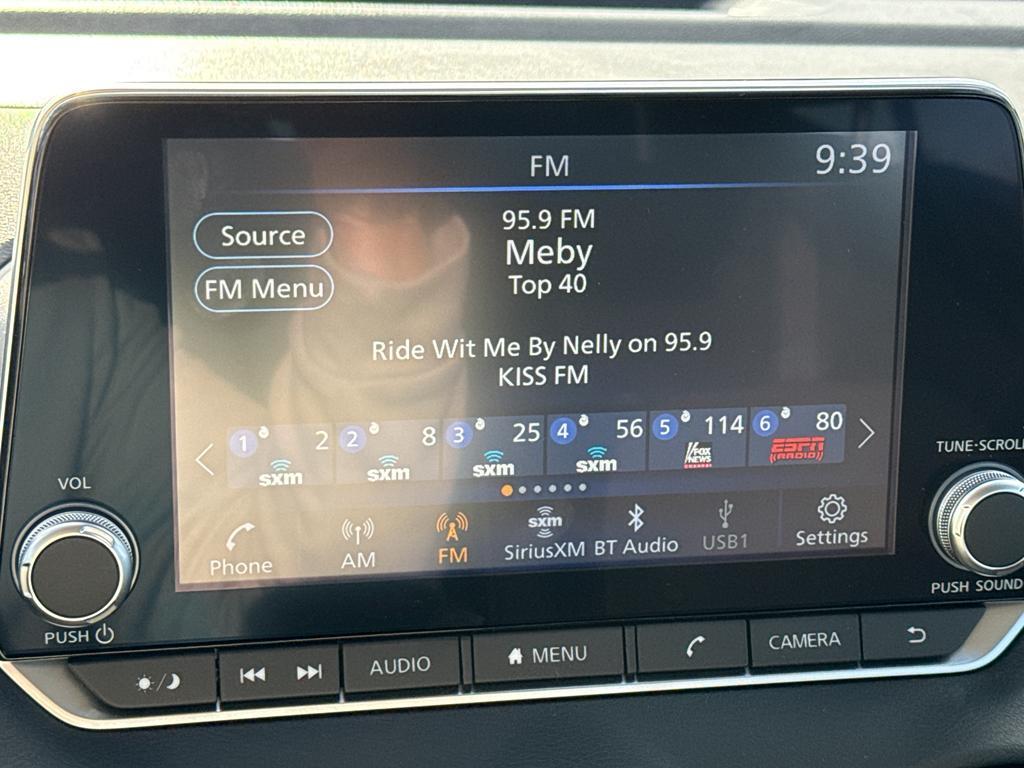 FM
9:39
Source
FM Menu
95.9 FM
Meby
Top 40
Ride Wit Me By Nelly on 95.9
KISS FM
1 2
sxm
2 8
sxm
3 25
sxm
4 56
sxm
5 114
FOX
NEWS
channel
6 80
ESPN
RADIO
Phone
AM
FM
sxm
SiriusXM
BT Audio
USB1
Settings
VOL
PUSH
TUNE·SCROLL
PUSH SOUND
AUDIO
MENU
CAMERA